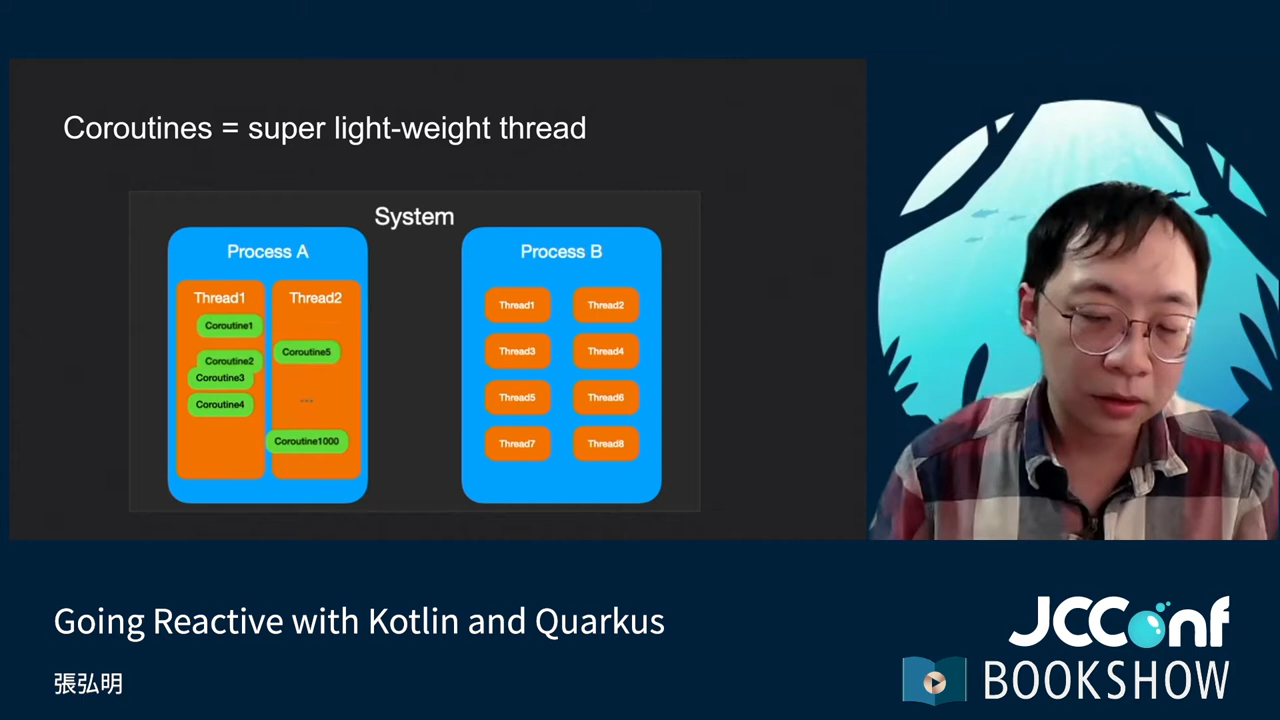 Coroutines = super light-weight thread
System
Process A
Thread1
Coroutine1
Coroutine2
Coroutine3
Coroutine4
Thread2
Coroutine5
...
Coroutine1000
Process B
Thread1
Thread2
Thread3
Thread4
Thread5
Thread6
Thread7
Thread8
Going Reactive with Kotlin and Quarkus
張弘明
JCConf
BOOKSHOW